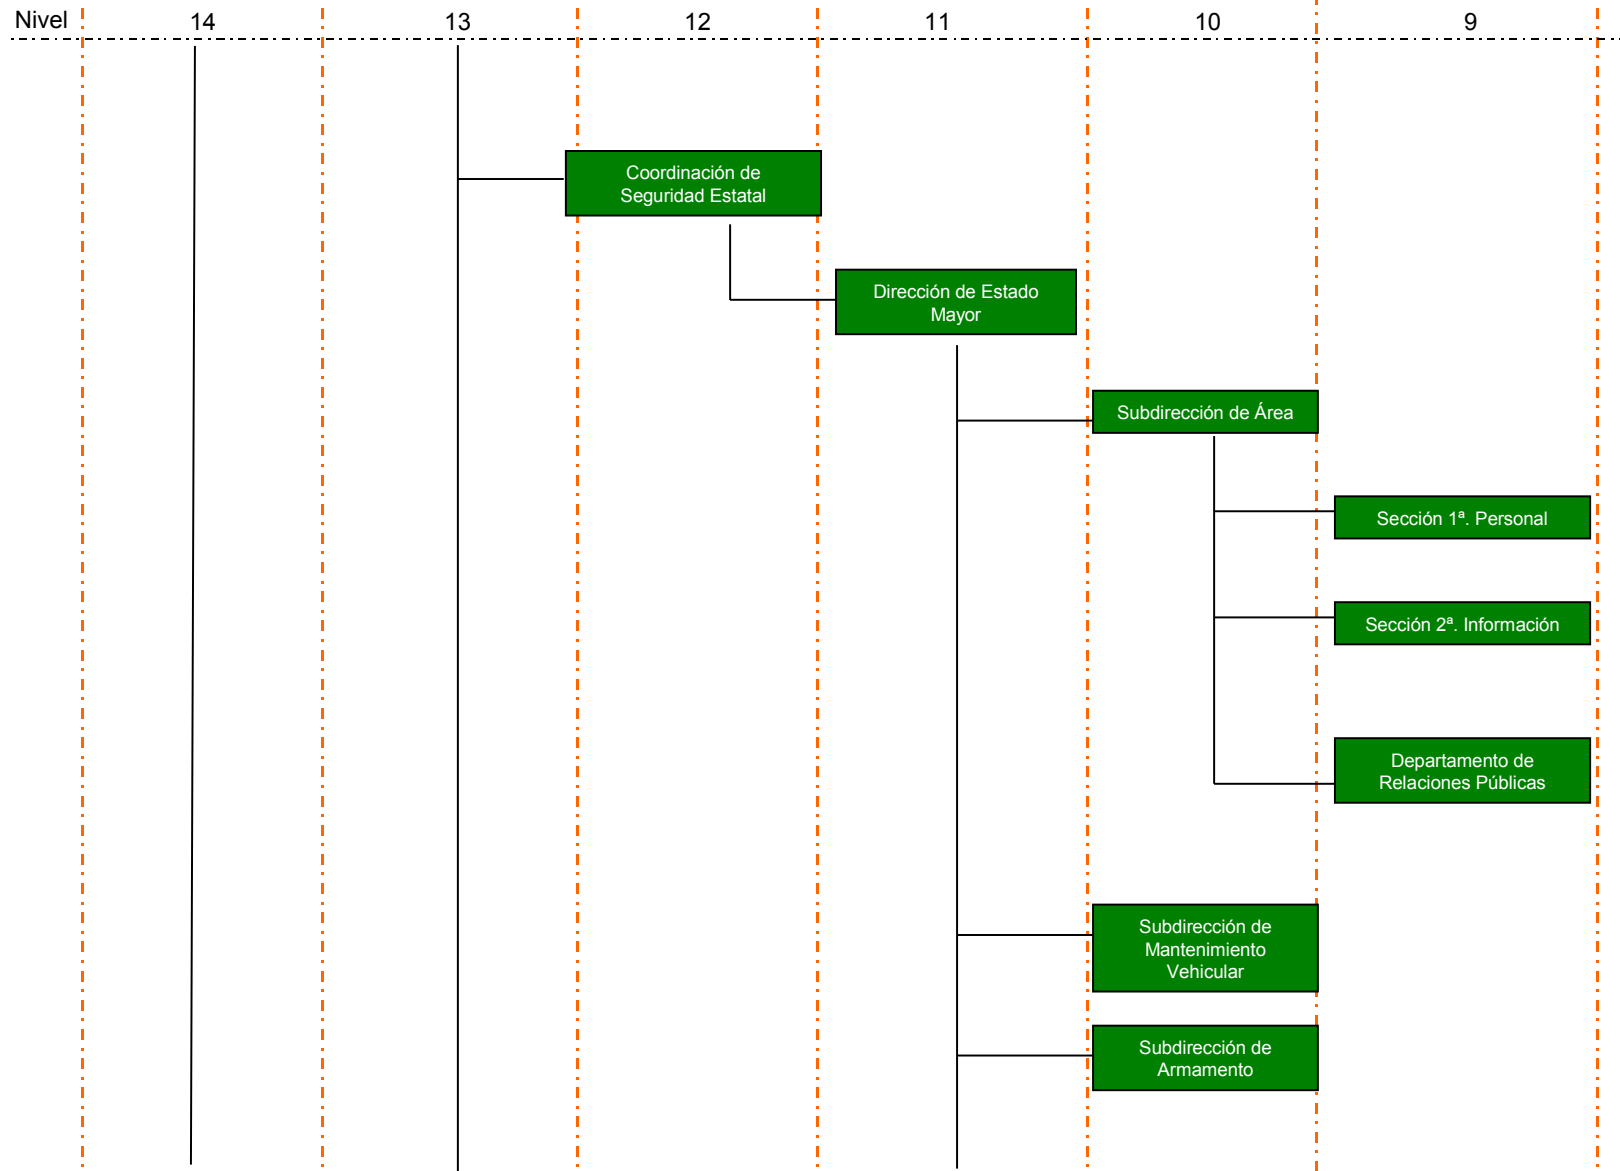 Nivel 14 13 12 11 10 9
Coordinación de
Seguridad Estatal
Dirección de Estado
Mayor
Subdirección de Área
Sección 1ª. Personal
Sección 2ª. Información
Departamento de
Relaciones Públicas
Subdirección de
Mantenimiento
Vehicular
Subdirección de
Armamento